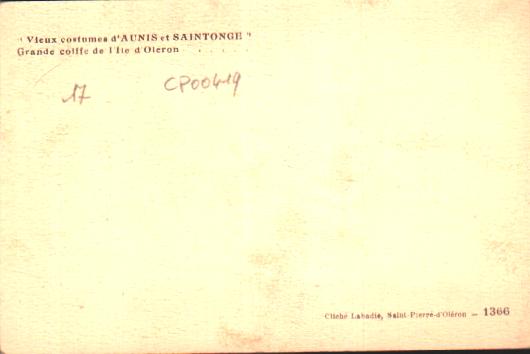 " Vieux costumes d'AUNIS et SAINTONGE "
Grande coiffe de l'Ile d'Oleron . . . . .
17 CP00419
Cliché Labadie, Saint-Pierre-d'Oléron — 1366